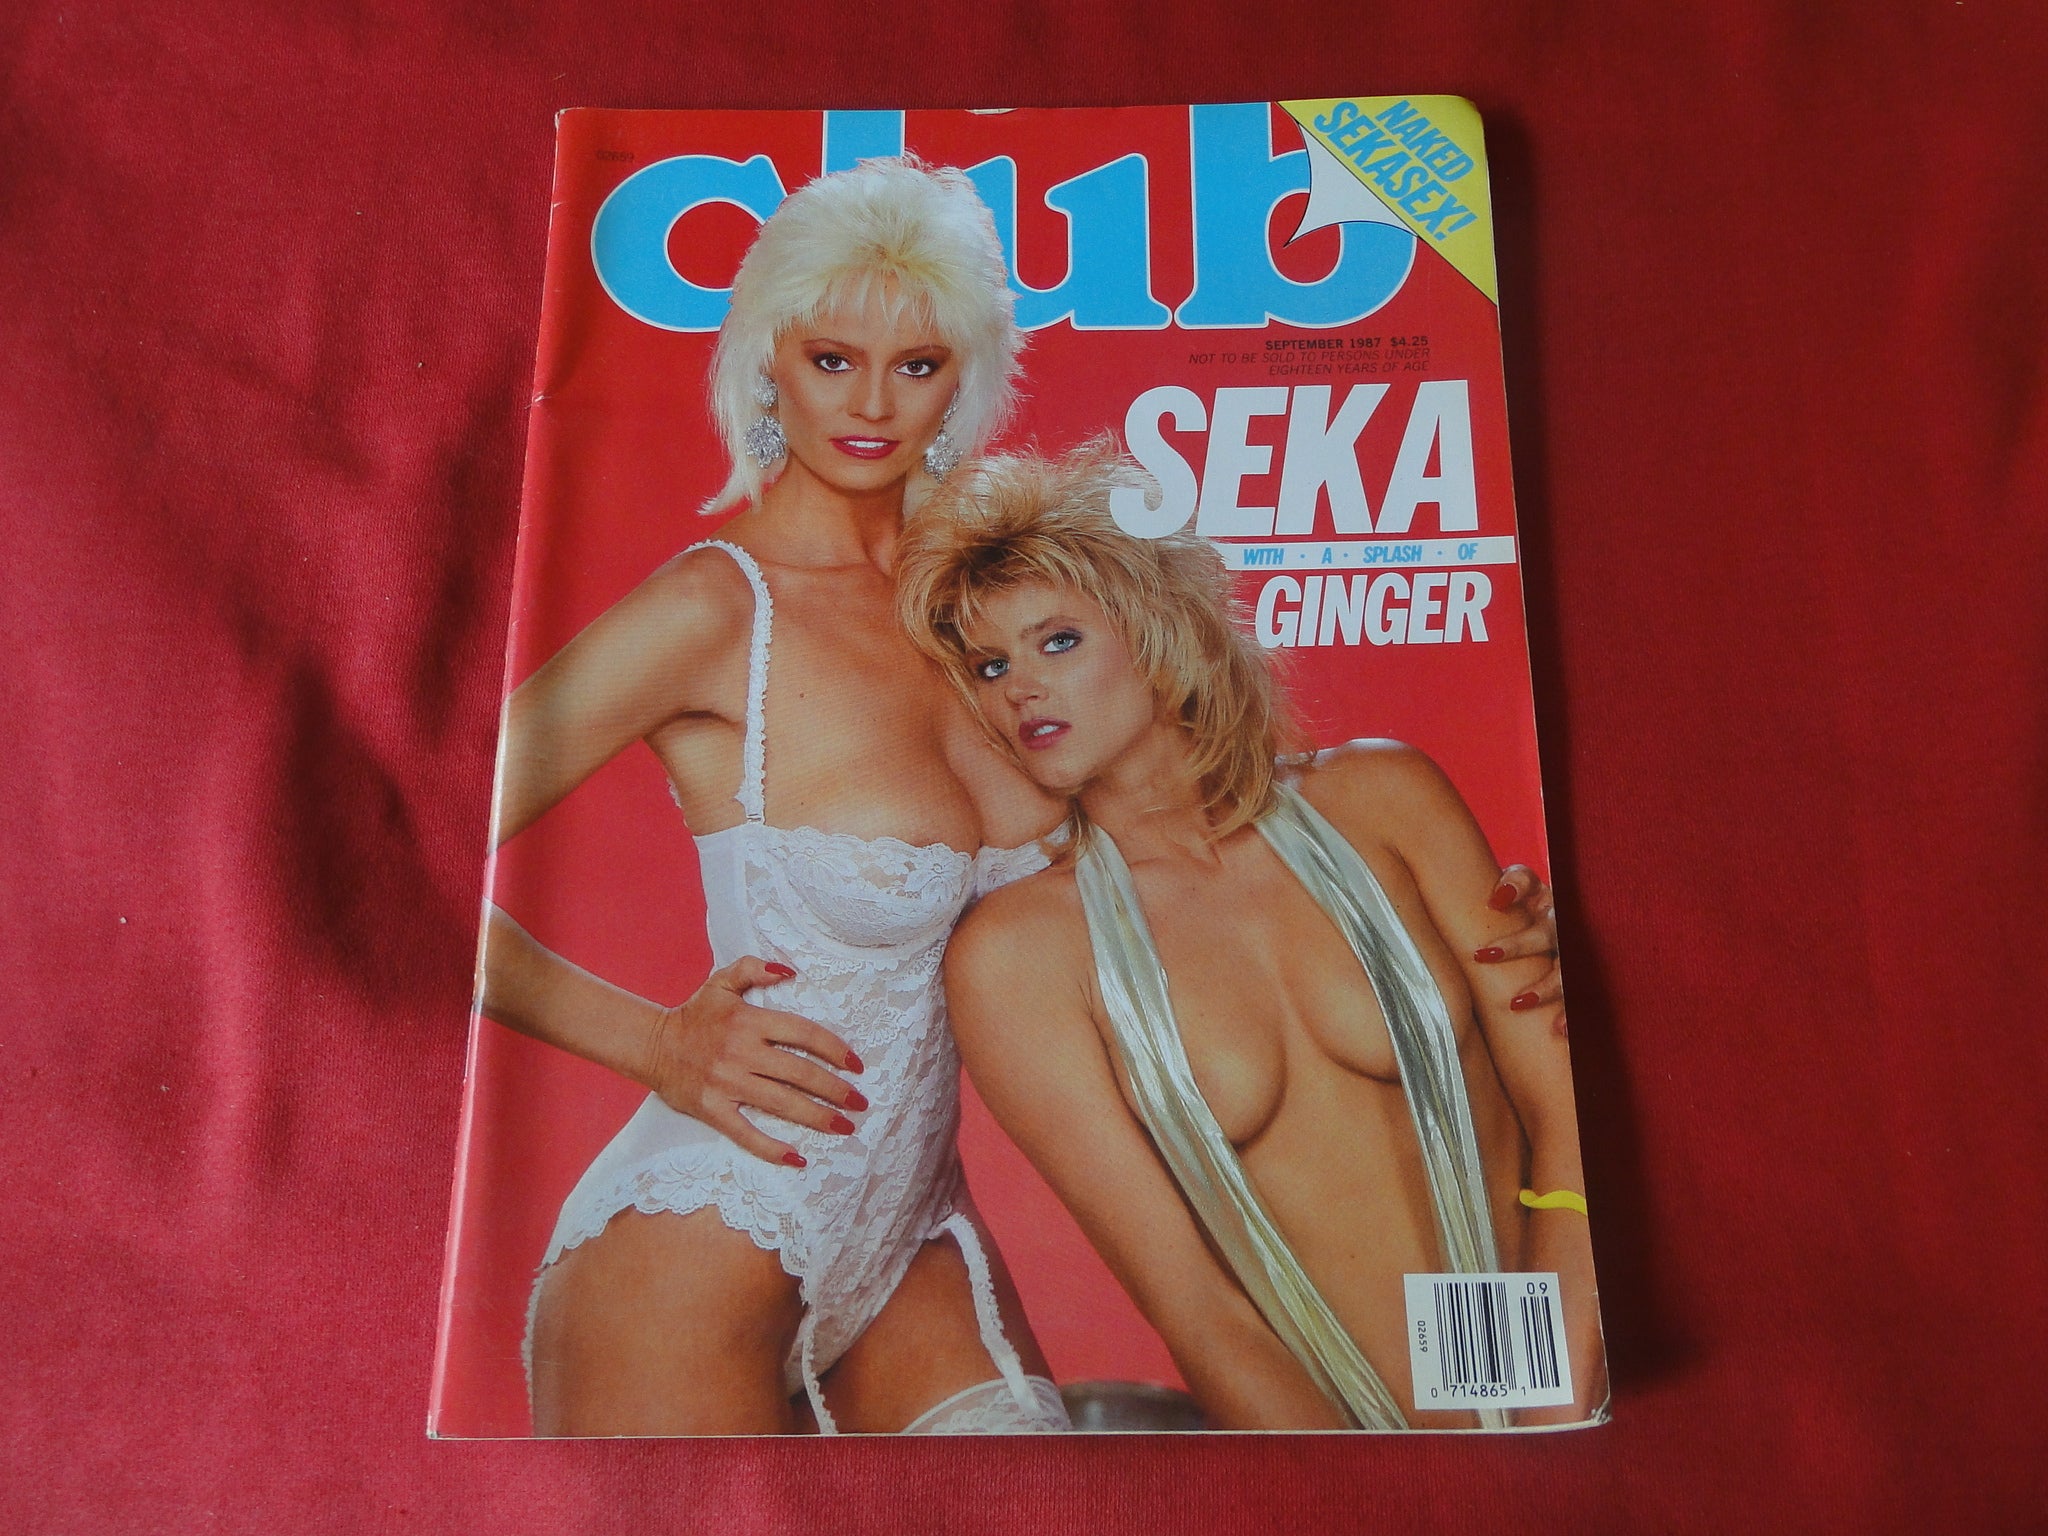 02659
club
NAKED
SEKASEX!
SEPTEMBER 1987 $4.25
NOT TO BE SOLD TO PERSONS UNDER
EIGHTEEN YEARS OF AGE
SEKA
WITH · A · SPLASH · OF
GINGER
09
02659
0 714865 1